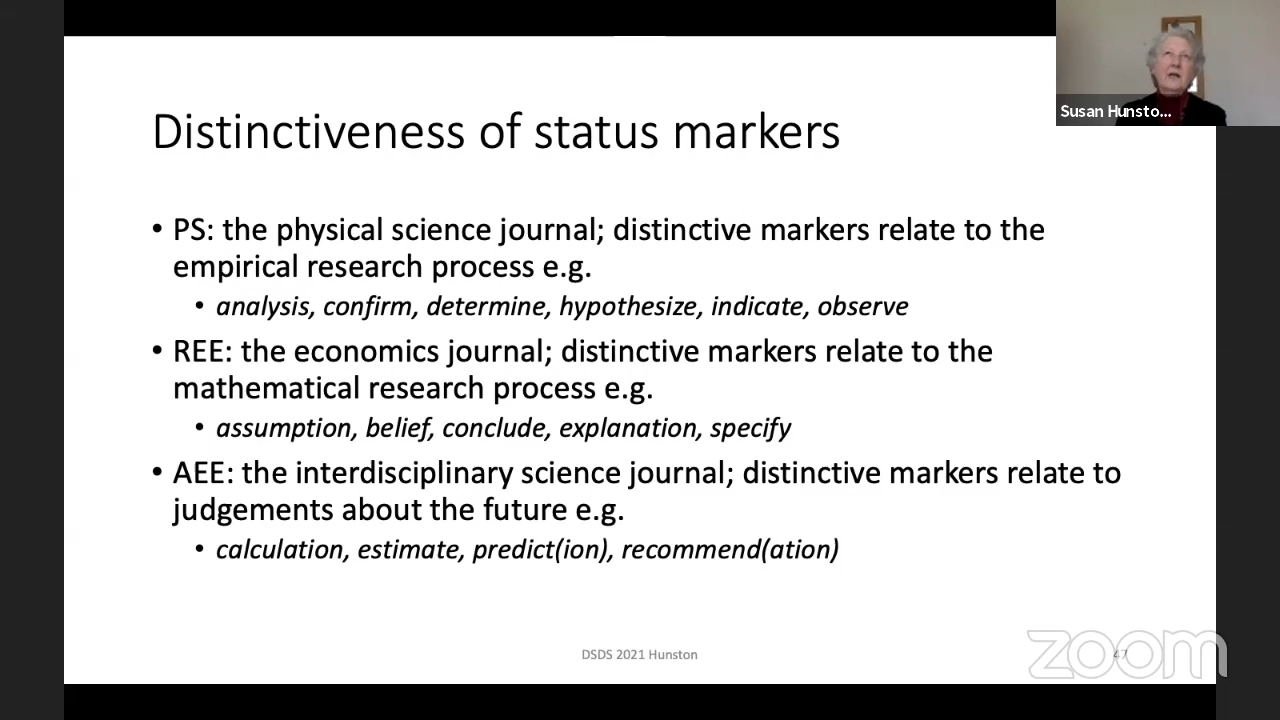 Susan Hunsto...
Distinctiveness of status markers
• PS: the physical science journal; distinctive markers relate to the
empirical research process e.g.
• analysis, confirm, determine, hypothesize, indicate, observe
• REE: the economics journal; distinctive markers relate to the
mathematical research process e.g.
• assumption, belief, conclude, explanation, specify
• AEE: the interdisciplinary science journal; distinctive markers relate to
judgements about the future e.g.
• calculation, estimate, predict(ion), recommend(ation)
DSDS 2021 Hunston
47
zoom